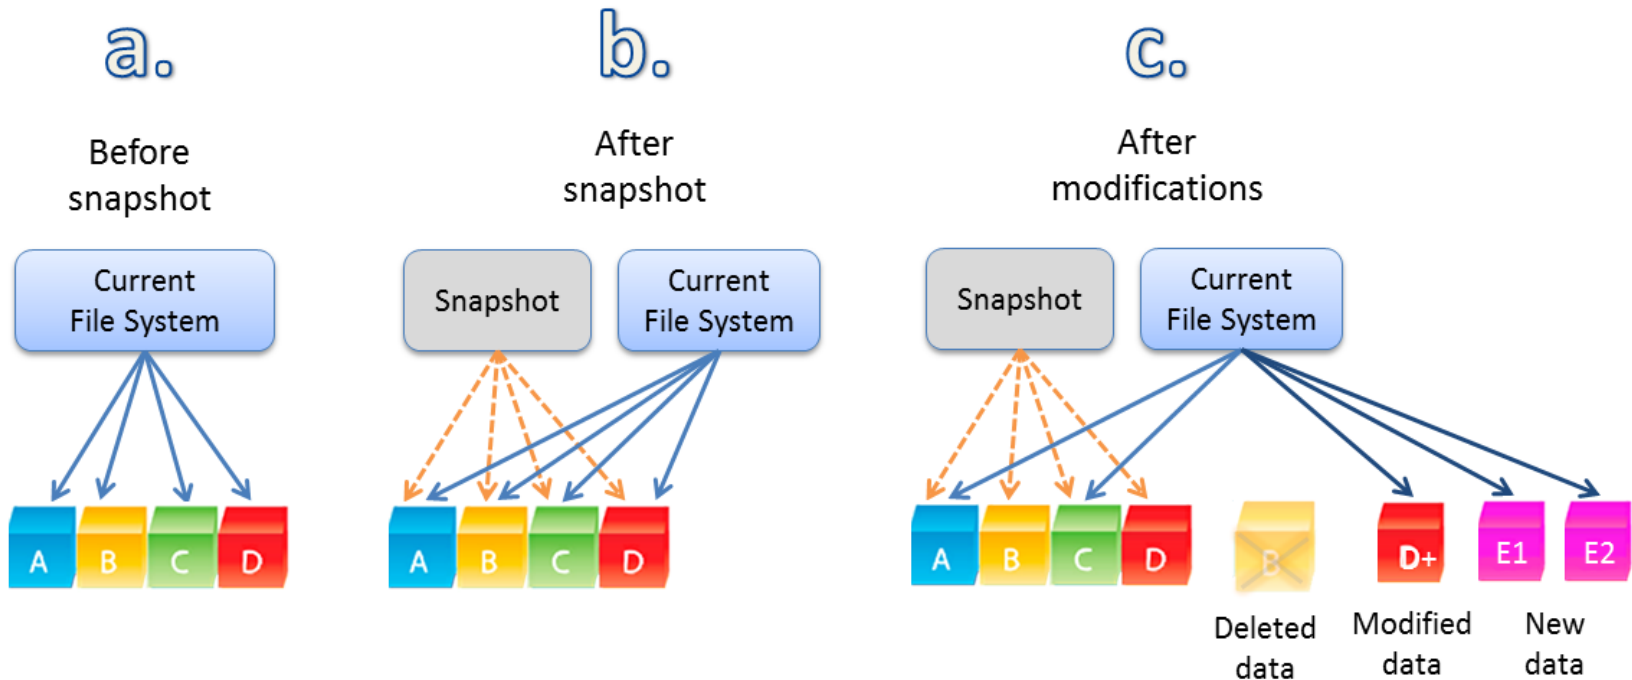 a.
Before
snapshot
Current
File System
A B C D
b.
After
snapshot
Snapshot
Current
File System
A B C D
c.
After
modifications
Snapshot
Current
File System
A B C D
B
D+
E1
E2
Deleted
data
Modified
data
New
data